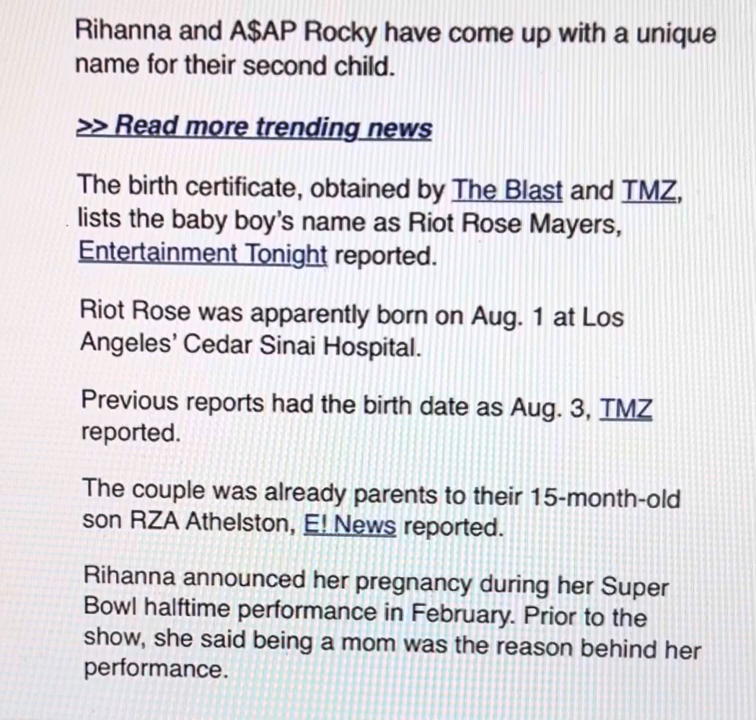 Rihanna and A$AP Rocky have come up with a unique
name for their second child.
>> Read more trending news
The birth certificate, obtained by The Blast and TMZ,
lists the baby boy's name as Riot Rose Mayers,
Entertainment Tonight reported.
Riot Rose was apparently born on Aug. 1 at Los
Angeles' Cedar Sinai Hospital.
Previous reports had the birth date as Aug. 3, TMZ
reported.
The couple was already parents to their 15-month-old
son RZA Athelston, E! News reported.
Rihanna announced her pregnancy during her Super
Bowl halftime performance in February. Prior to the
show, she said being a mom was the reason behind her
performance.